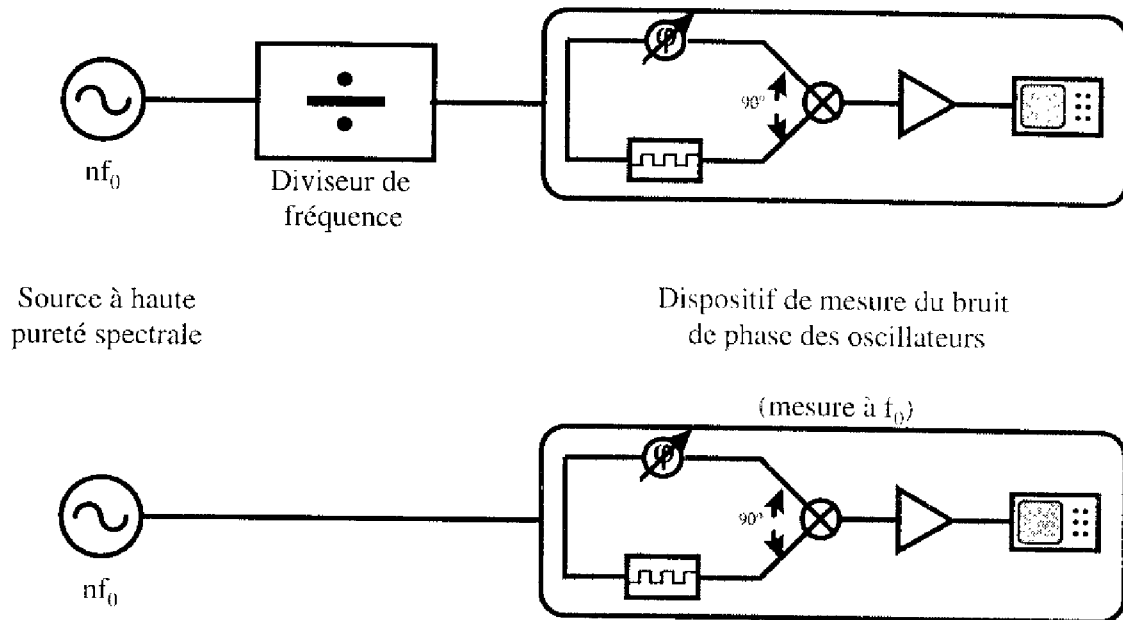 φ
90°
nf0
Diviseur de
fréquence
Source à haute
pureté spectrale
Dispositif de mesure du bruit
de phase des oscillateurs
(mesure à f0)
φ
90°
nf0